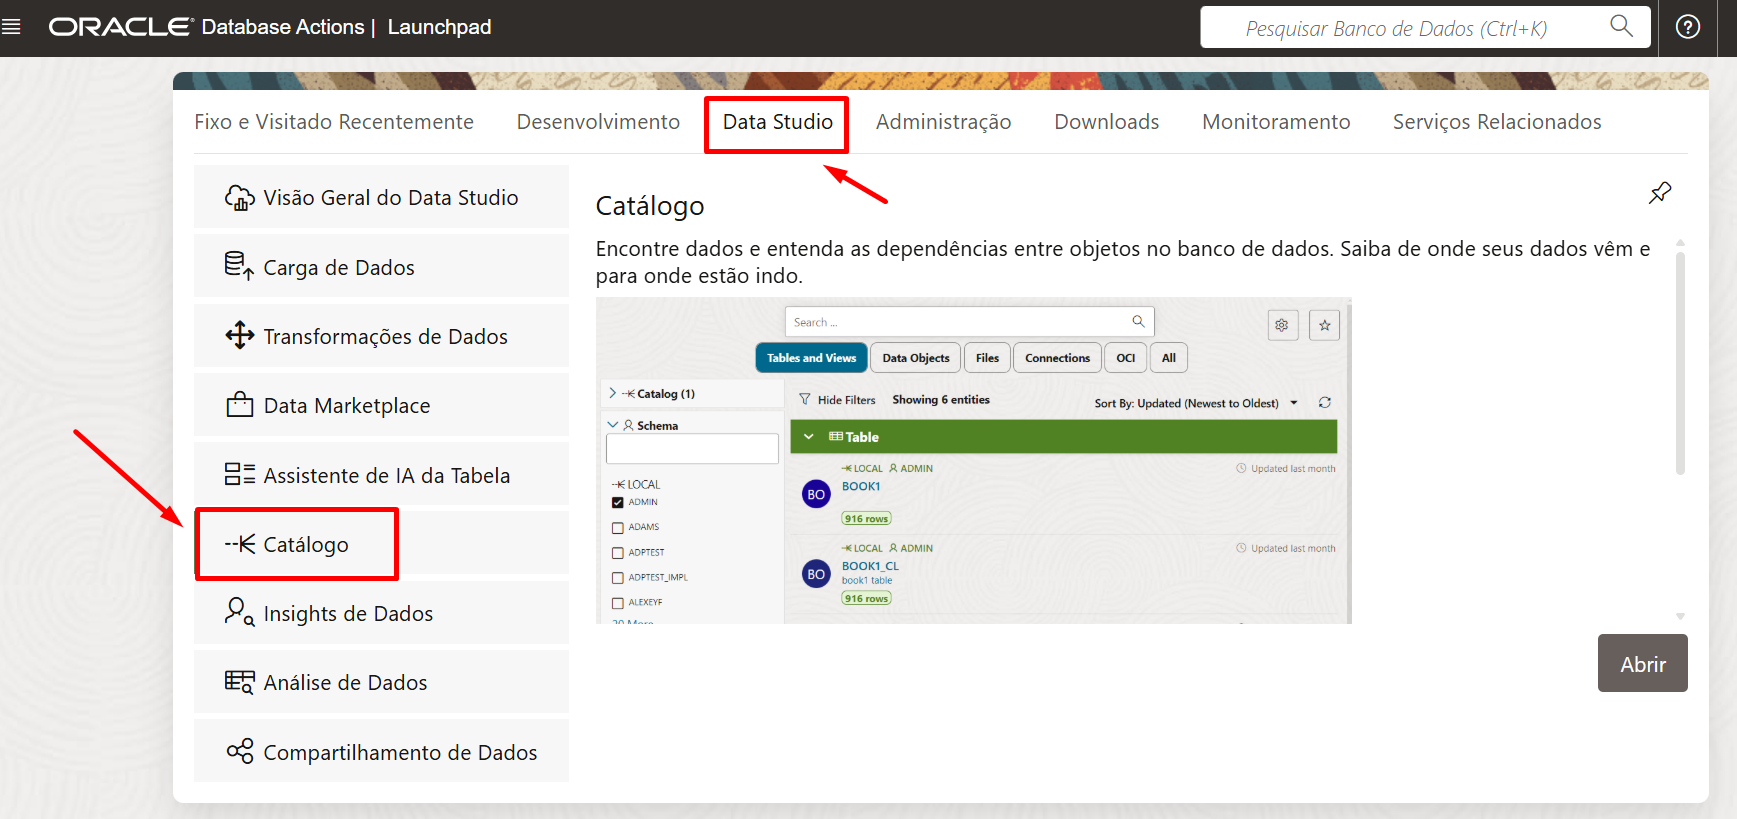 ORACLE Database Actions | Launchpad
Pesquisar Banco de Dados (Ctrl+K)
Fixo e Visitado Recentemente
Desenvolvimento
Data Studio
Administração
Downloads
Monitoramento
Serviços Relacionados
Visão Geral do Data Studio
Carga de Dados
Transformações de Dados
Data Marketplace
Assistente de IA da Tabela
Catálogo
Insights de Dados
Análise de Dados
Compartilhamento de Dados
Catálogo
Encontre dados e entenda as dependências entre objetos no banco de dados. Saiba de onde seus dados vêm e
para onde estão indo.
Search ...
Tables and Views
Data Objects
Files
Connections
OCI
All
Catalog (1)
Schema
LOCAL
ADMIN
ADAMS
ADPTEST
ADPTEST_IMPL
ALEXEYF
Hide Filters
Showing 6 entities
Sort By: Updated (Newest to Oldest)
Table
LOCAL ADMIN
Updated last month
BO
BOOK1
916 rows
LOCAL ADMIN
Updated last month
BO
BOOK1_CL
book1 table
916 rows
Abrir